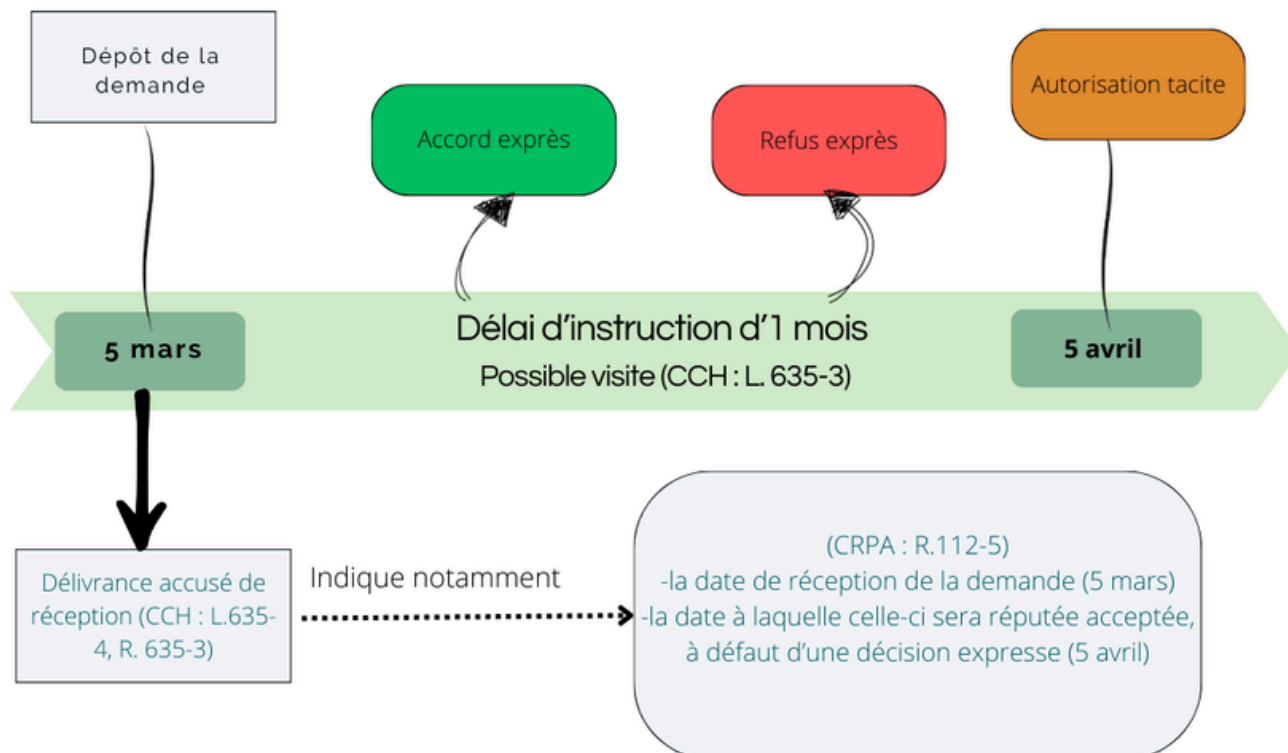 Dépôt de la
demande
Accord exprès
Refus exprès
Autorisation tacite
5 mars
Délai d'instruction d'1 mois
Possible visite (CCH : L. 635-3)
5 avril
Délivrance accusé de
réception (CCH : L.635-
4, R. 635-3)
Indique notamment
(CRPA : R.112-5)
-la date de réception de la demande (5 mars)
-la date à laquelle celle-ci sera réputée acceptée,
à défaut d'une décision expresse (5 avril)